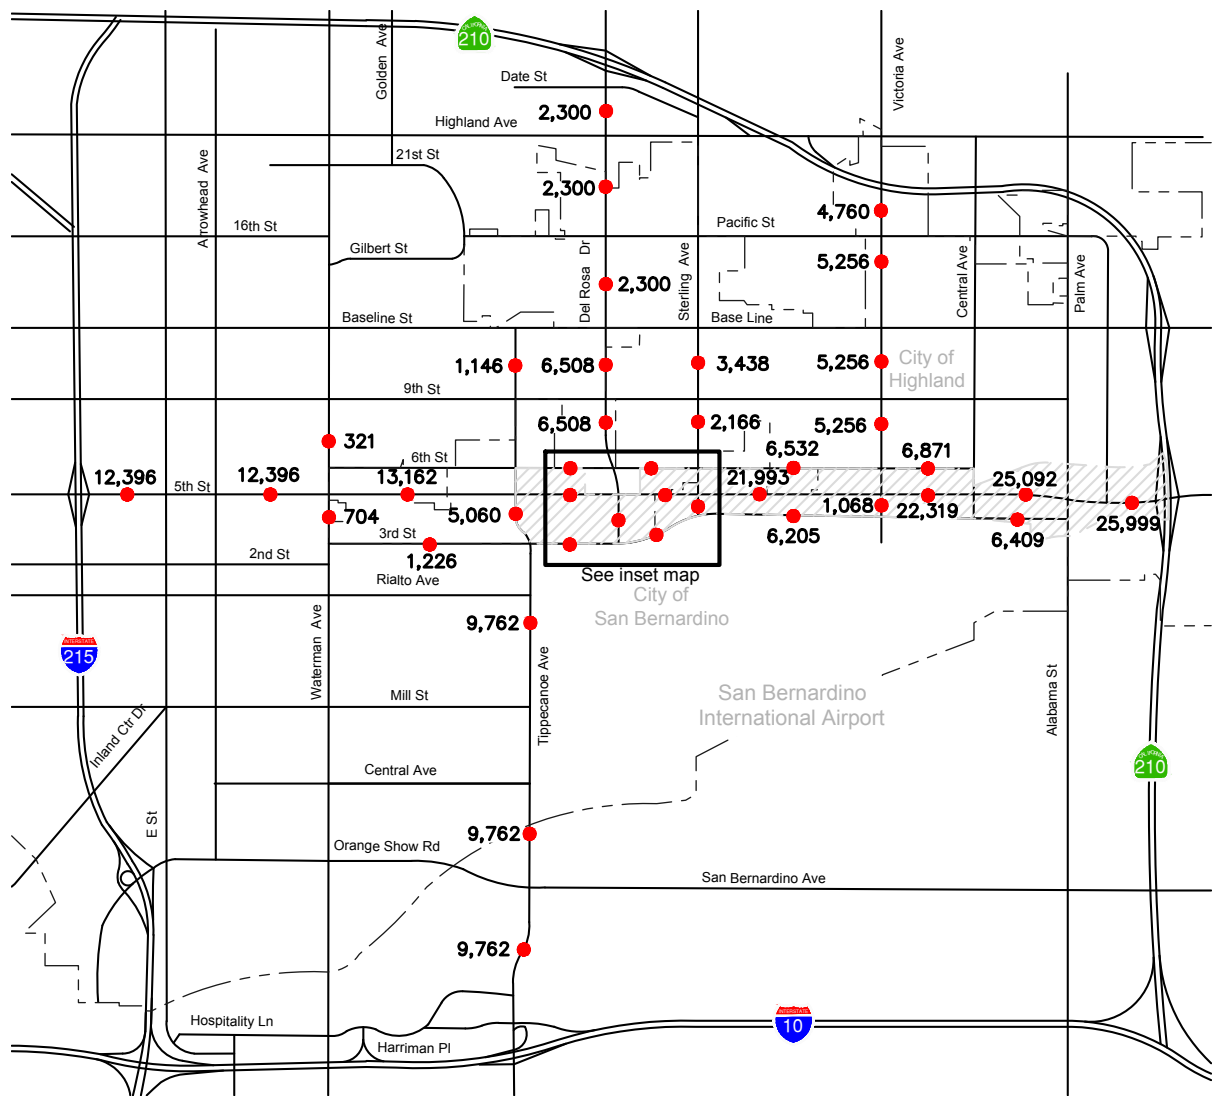 CALIFORNIA
210
Golden Ave
Victoria Ave
Date St
2,300
Highland Ave
Arrowhead Ave
21st St
2,300
4,760
16th St
Pacific St
Gilbert St
5,256
Del Rosa Dr
Sterling Ave
Central Ave
Palm Ave
2,300
Baseline St
Base Line
1,146
6,508
3,438
5,256
City of
Highland
9th St
6,508
2,166
5,256
321
6th St
6,532
6,871
12,396
12,396
13,162
21,993
25,092
5th St
704
5,060
1,068
22,319
25,999
3rd St
6,205
6,409
2nd St
1,226
See inset map
Rialto Ave
City of
San Bernardino
9,762
Waterman Ave
Tippecanoe Ave
Alabama St
INTERSTATE
215
Mill St
San Bernardino
International Airport
Inland Ctr Dr
CALIFORNIA
210
Central Ave
E St
9,762
Orange Show Rd
San Bernardino Ave
9,762
Hospitality Ln
INTERSTATE
10
Harriman Pl